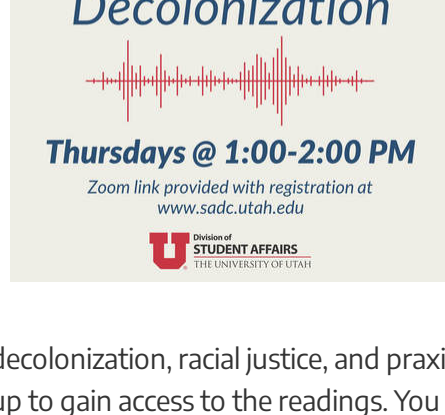 Decolonization
Thursdays @ 1:00-2:00 PM
Zoom link provided with registration at
www.sadc.utah.edu
U
Division of
STUDENT AFFAIRS
THE UNIVERSITY OF UTAH
decolonization, racial justice, and praxi
up to gain access to the readings. You